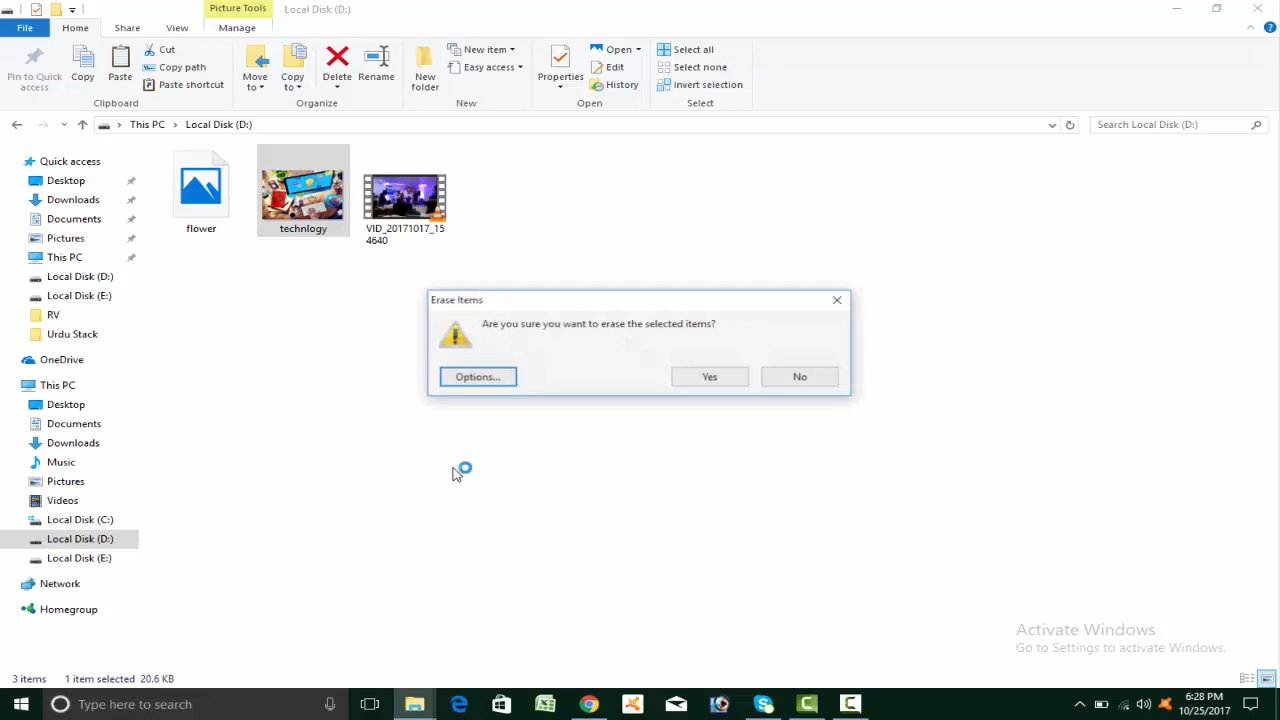 Picture Tools
Local Disk (D:)
File
Home
Share
View
Manage
Pin to Quick access
Copy
Paste
Cut
Copy path
Paste shortcut
Clipboard
Move to
Copy to
Delete
Rename
Organize
New folder
New item
Easy access
New
Properties
Open
Edit
History
Open
Select all
Select none
Invert selection
Select
This PC
Local Disk (D:)
Search Local Disk (D:)
Quick access
Desktop
Downloads
Documents
Pictures
This PC
Local Disk (D:)
Local Disk (E:)
RV
Urdu Stack
OneDrive
This PC
Desktop
Documents
Downloads
Music
Pictures
Videos
Local Disk (C:)
Local Disk (D:)
Local Disk (E:)
Network
Homegroup
flower
technlogy
VID_20171017_15
4640
Erase Items
Are you sure you want to erase the selected items?
Options...
Yes
No
Activate Windows
Go to Settings to activate Windows.
3 items
1 item selected 20.6 KB
Type here to search
6:28 PM
10/25/2017